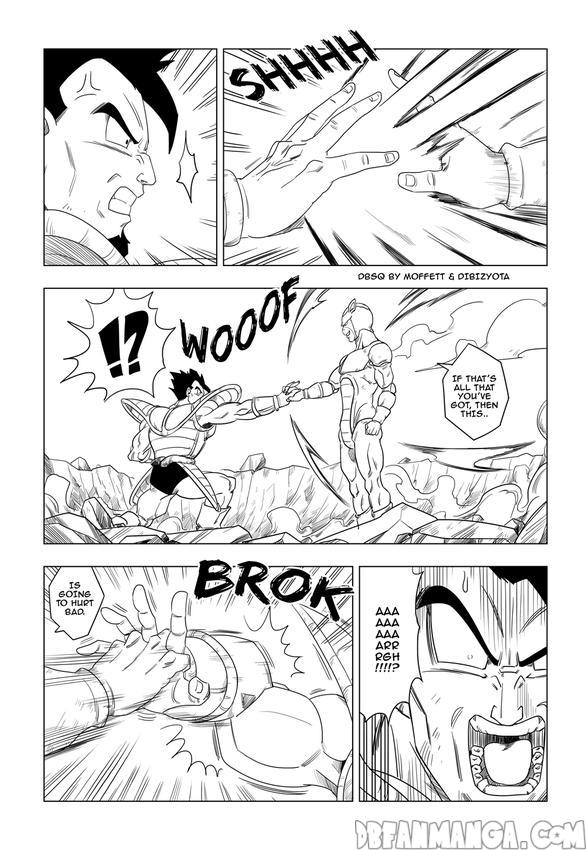 SHHHH
DBSQ BY MOFFETT & DIBIZYOTA
!?
WOOOF
IF THAT'S
ALL THAT
YOU'VE
GOT, THEN
THIS..
IS
GOING
TO HURT
BAD.
BROK
AAA
AAA
AAA
ARR
RGH
!!!!?
DBFANMANGA.COM